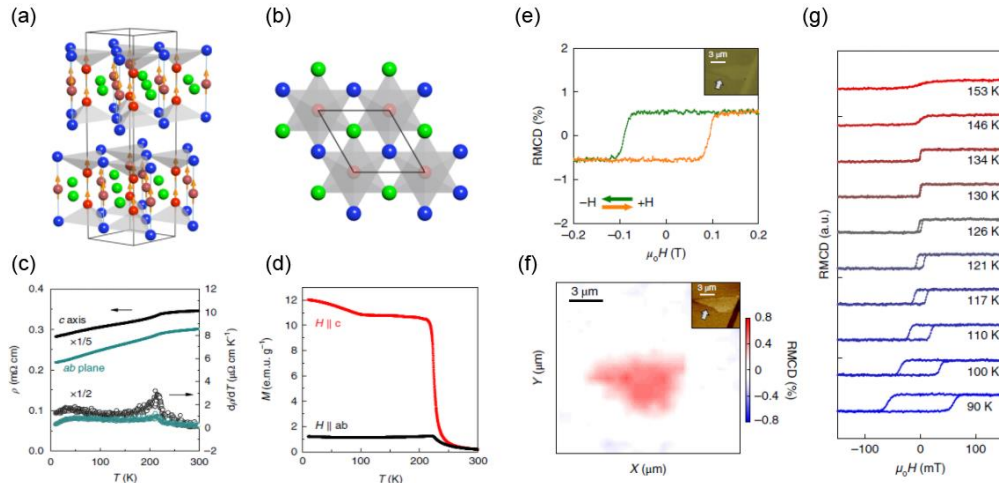 (a)
(b)
(c)
ρ (mΩ cm)
0.4
0.3
0.2
0.1
0.0
c axis
×1/5
ab plane
×1/2
12
10
8
6
4
2
0
−2
dρ/dT (μΩ cm K⁻¹)
0
100
200
300
T (K)
(d)
M (e.m.u. g⁻¹)
12
10
8
6
4
2
0
H || c
H || ab
0
100
200
300
T (K)
(e)
RMCD (%)
2
1
0
−1
−2
3 μm
−H
+H
−0.2
−0.1
0.0
0.1
0.2
μ₀H (T)
(f)
3 μm
3 μm
Y (μm)
X (μm)
0.8
0.4
0
−0.4
−0.8
RMCD (%)
(g)
RMCD (a.u.)
153 K
146 K
134 K
130 K
126 K
121 K
117 K
110 K
100 K
90 K
−100
0
100
μ₀H (mT)